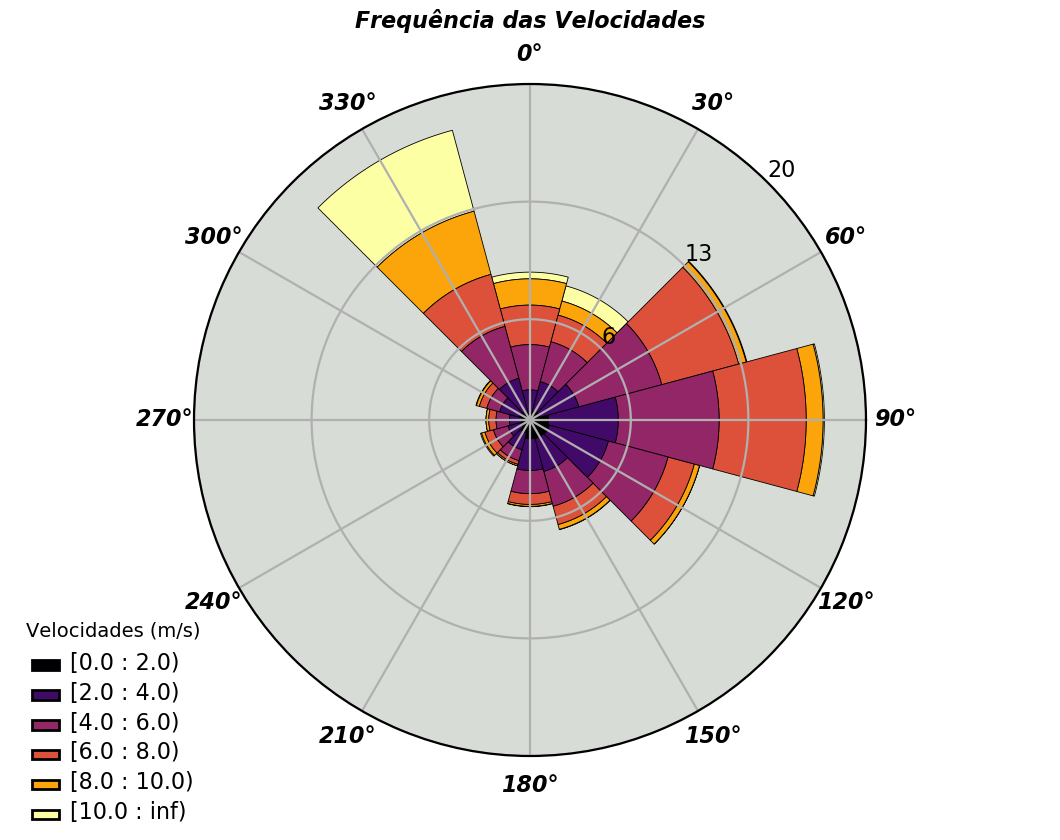 Frequência das Velocidades
0°
330°
30°
20
300°
60°
13
6
270°
90°
240°
120°
210°
150°
180°
Velocidades (m/s)
[0.0 : 2.0)
[2.0 : 4.0)
[4.0 : 6.0)
[6.0 : 8.0)
[8.0 : 10.0)
[10.0 : inf)